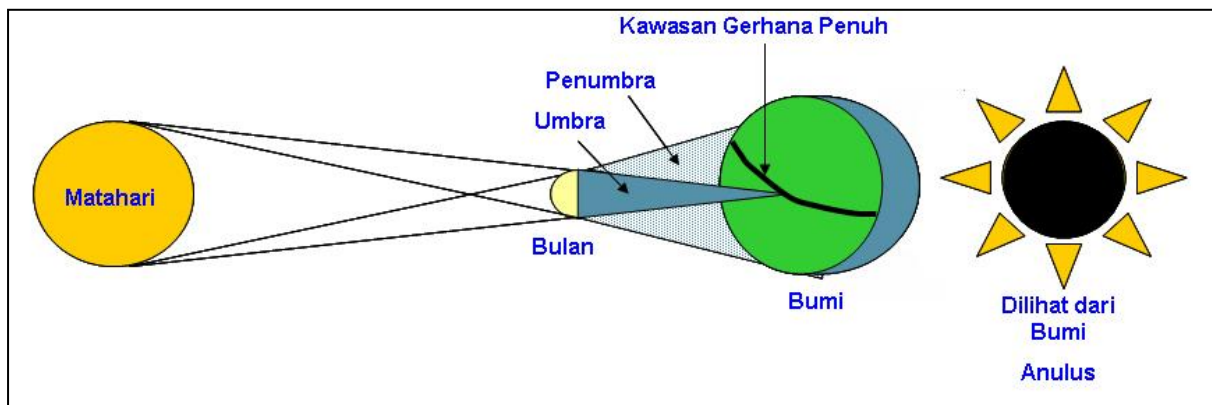 Kawasan Gerhana Penuh
Penumbra
Umbra
Matahari
Bulan
Bumi
Dilihat dari
Bumi
Anulus